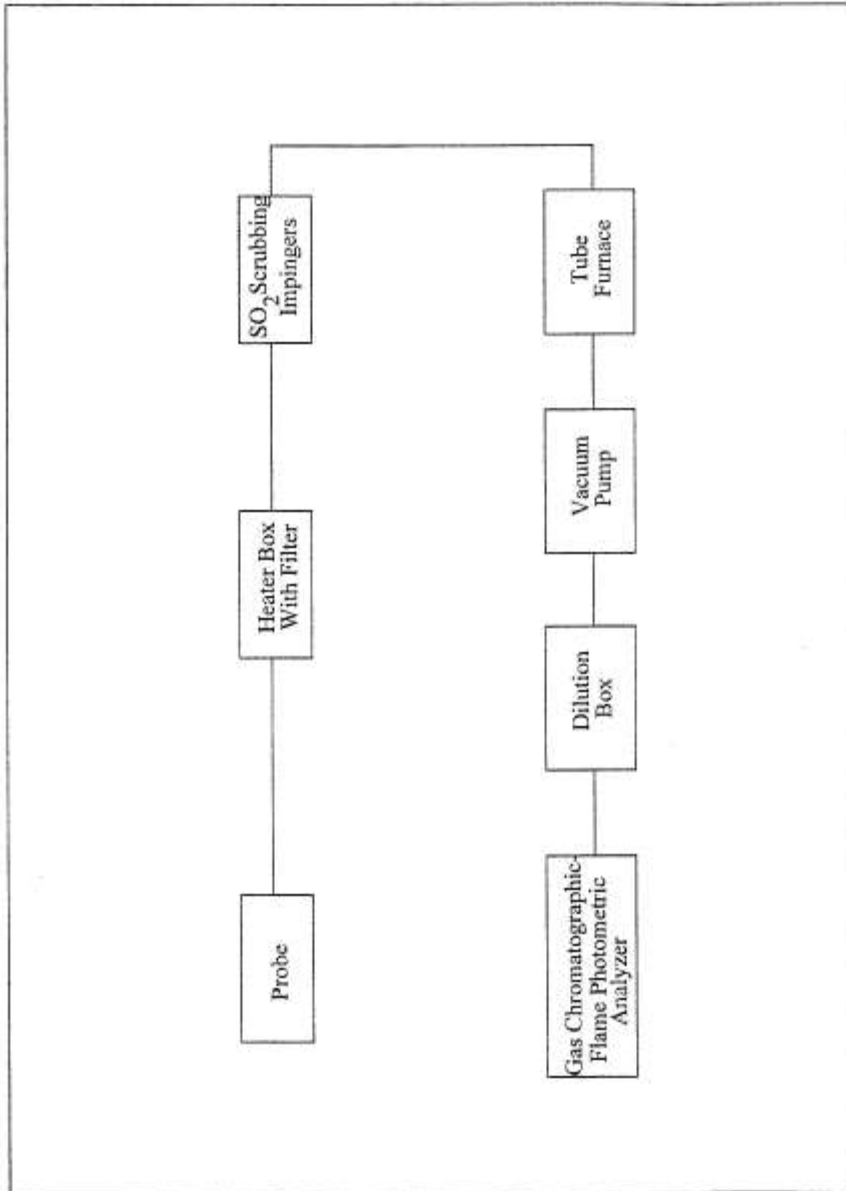 Probe
Heater Box
With Filter
SO2 Scrubbing
Impingers
Gas Chromatographic-
Flame Photometric
Analyzer
Dilution
Box
Vacuum
Pump
Tube
Furnace